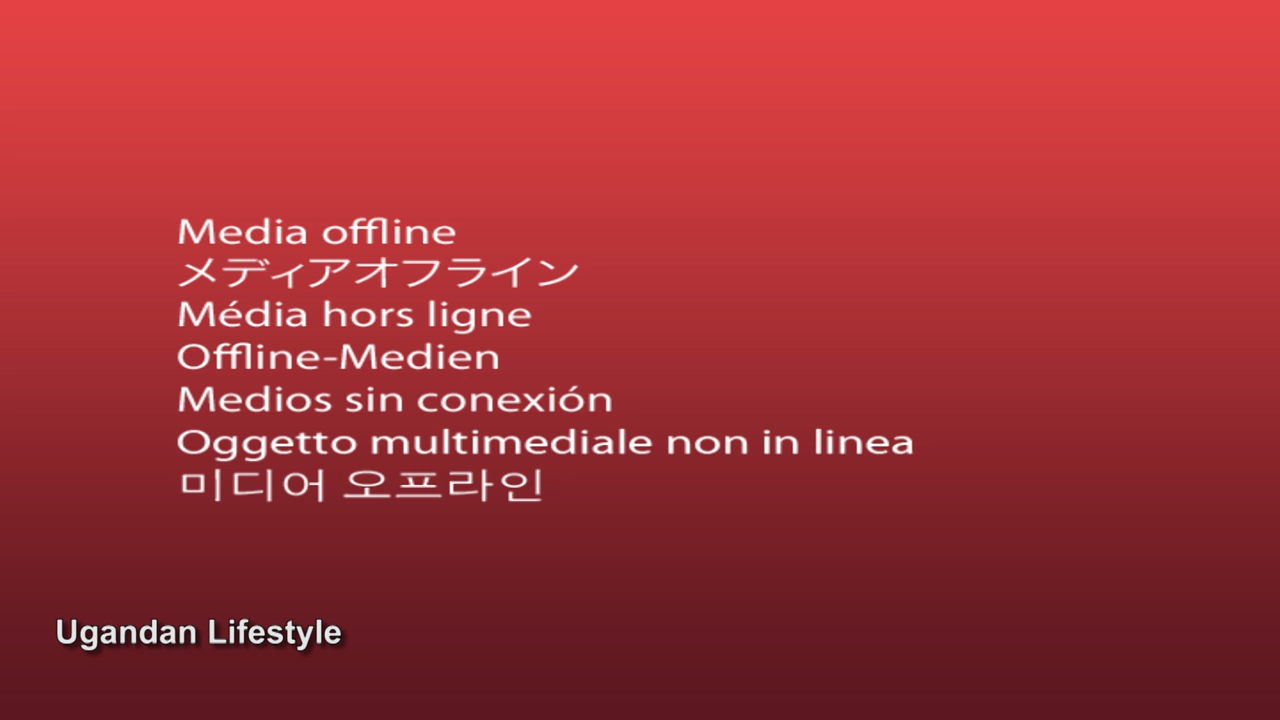 Media offline
メディアオフライン
Média hors ligne
Offline-Medien
Medios sin conexión
Oggetto multimediale non in linea
미디어 오프라인
Ugandan Lifestyle